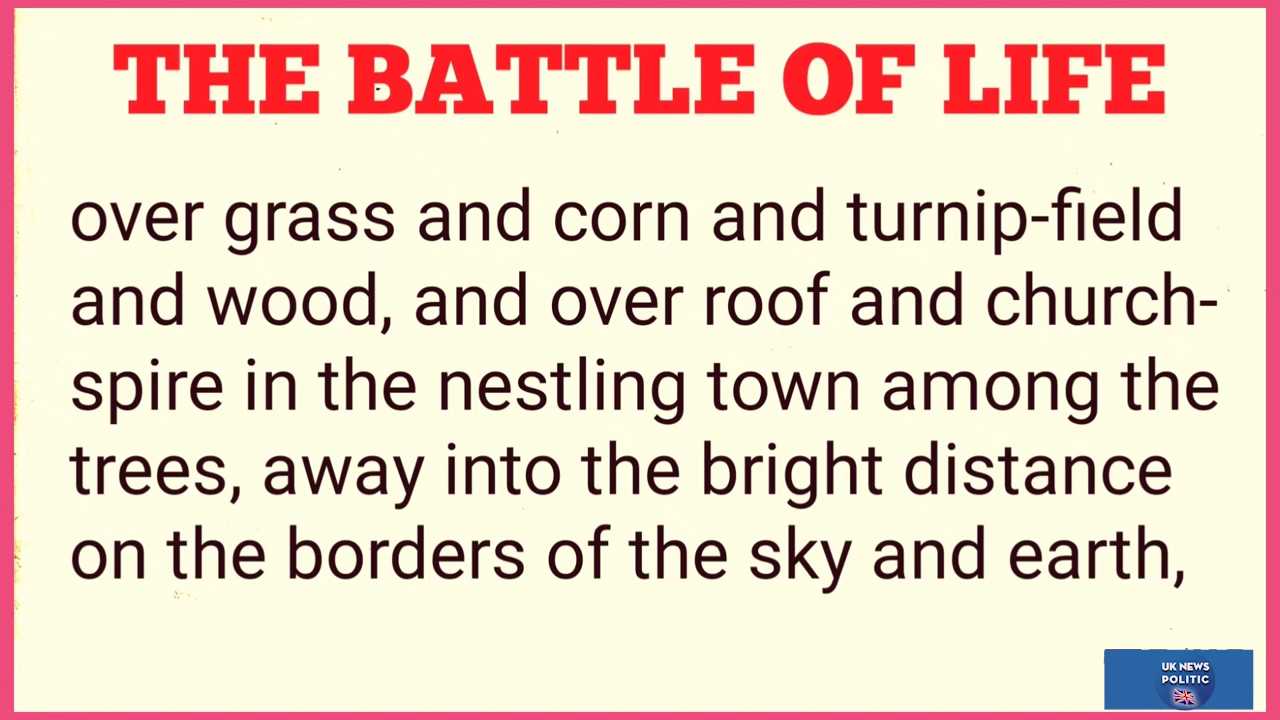 THE BATTLE OF LIFE
over grass and corn and turnip-field
and wood, and over roof and church-
spire in the nestling town among the
trees, away into the bright distance
on the borders of the sky and earth,
UK NEWS
POLITIC